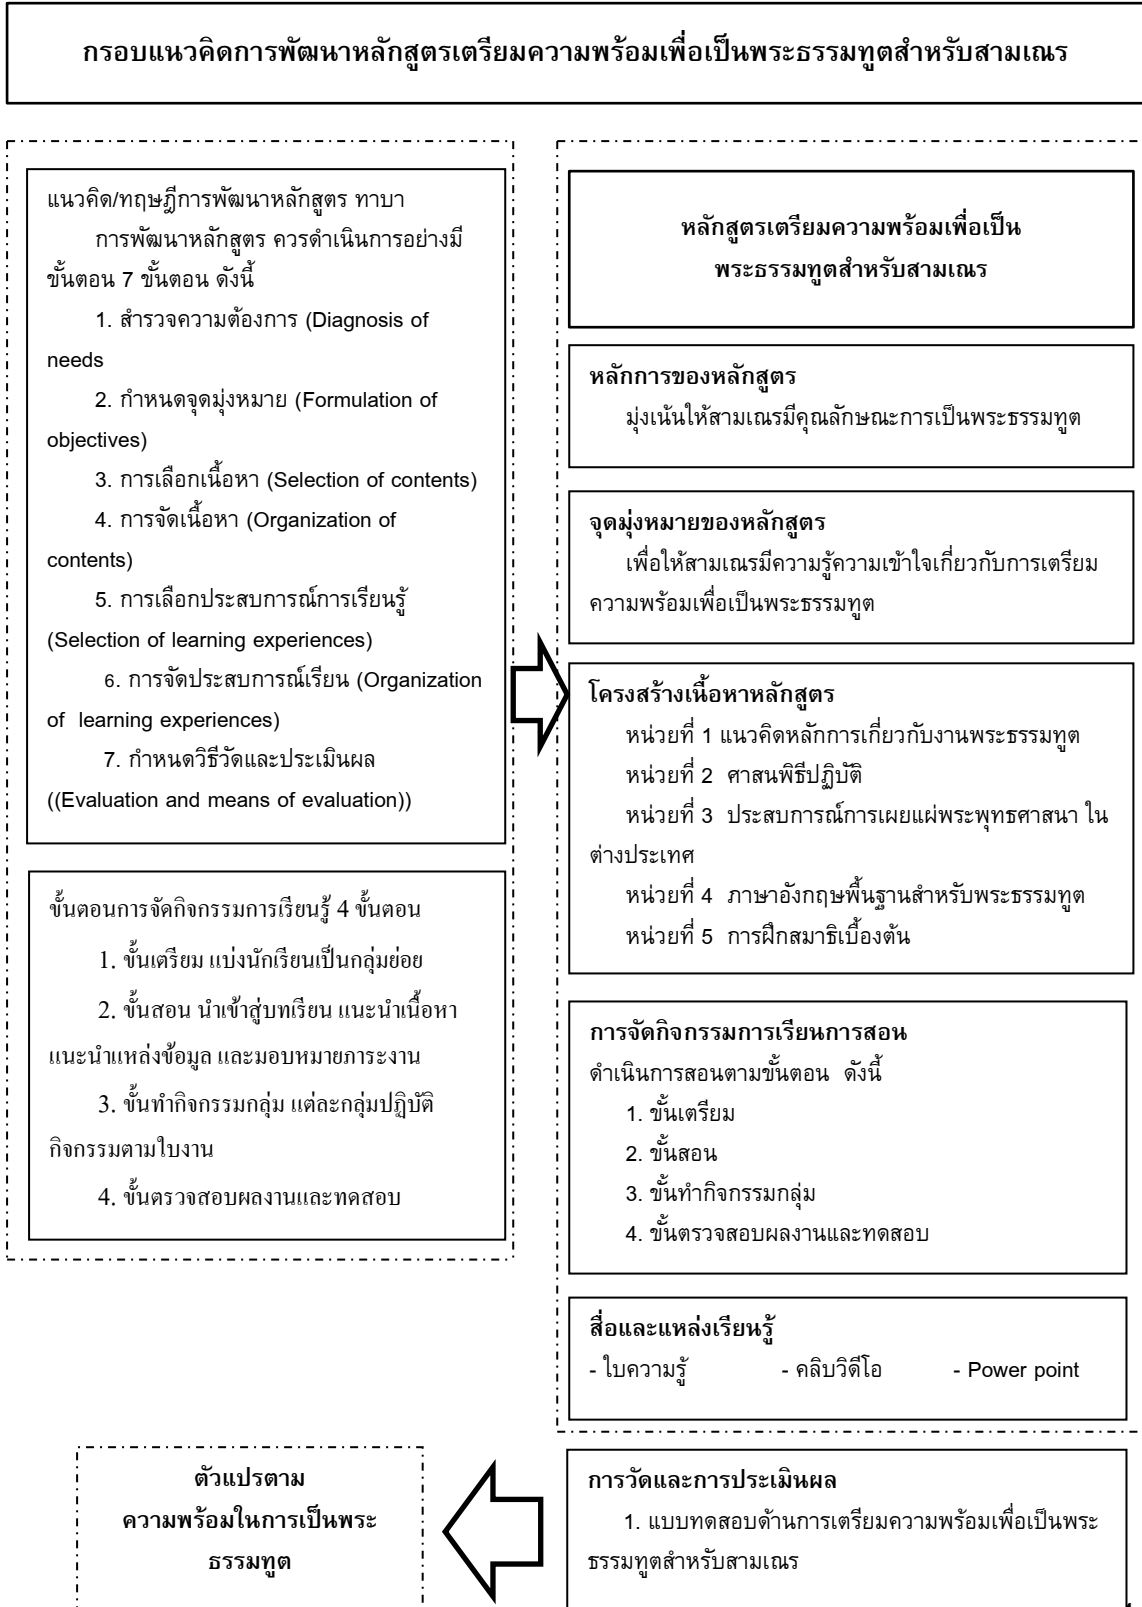 กรอบแนวคิดการพัฒนาหลักสูตรเตรียมความพร้อมเพื่อเป็นพระธรรมทูตสำหรับสามเณร
แนวคิด/ทฤษฎีการพัฒนาหลักสูตร ทาบา
การพัฒนาหลักสูตร ควรดำเนินการอย่างมี
ขั้นตอน 7 ขั้นตอน ดังนี้
1. สำรวจความต้องการ (Diagnosis of
needs
2. กำหนดจุดมุ่งหมาย (Formulation of
objectives)
3. การเลือกเนื้อหา (Selection of contents)
4. การจัดเนื้อหา (Organization of
contents)
5. การเลือกประสบการณ์การเรียนรู้
(Selection of learning experiences)
6. การจัดประสบการณ์เรียน (Organization
of learning experiences)
7. กำหนดวิธีวัดและประเมินผล
((Evaluation and means of evaluation))
ขั้นตอนการจัดกิจกรรมการเรียนรู้ 4 ขั้นตอน
1. ขั้นเตรียม แบ่งนักเรียนเป็นกลุ่มย่อย
2. ขั้นสอน นำเข้าสู่บทเรียน แนะนำเนื้อหา
แนะนำแหล่งข้อมูล และมอบหมายภาระงาน
3. ขั้นทำกิจกรรมกลุ่ม แต่ละกลุ่มปฏิบัติ
กิจกรรมตามใบงาน
4. ขั้นตรวจสอบผลงานและทดสอบ
หลักสูตรเตรียมความพร้อมเพื่อเป็น
พระธรรมทูตสำหรับสามเณร
หลักการของหลักสูตร
มุ่งเน้นให้สามเณรมีคุณลักษณะการเป็นพระธรรมทูต
จุดมุ่งหมายของหลักสูตร
เพื่อให้สามเณรมีความรู้ความเข้าใจเกี่ยวกับการเตรียม
ความพร้อมเพื่อเป็นพระธรรมทูต
โครงสร้างเนื้อหาหลักสูตร
หน่วยที่ 1 แนวคิดหลักการเกี่ยวกับงานพระธรรมทูต
หน่วยที่ 2 ศาสนพิธีปฏิบัติ
หน่วยที่ 3 ประสบการณ์การเผยแผ่พระพุทธศาสนา ใน
ต่างประเทศ
หน่วยที่ 4 ภาษาอังกฤษพื้นฐานสำหรับพระธรรมทูต
หน่วยที่ 5 การฝึกสมาธิเบื้องต้น
การจัดกิจกรรมการเรียนการสอน
ดำเนินการสอนตามขั้นตอน ดังนี้
1. ขั้นเตรียม
2. ขั้นสอน
3. ขั้นทำกิจกรรมกลุ่ม
4. ขั้นตรวจสอบผลงานและทดสอบ
สื่อและแหล่งเรียนรู้
- ใบความรู้ - คลิบวิดีโอ - Power point
การวัดและการประเมินผล
1. แบบทดสอบด้านการเตรียมความพร้อมเพื่อเป็นพระ
ธรรมทูตสำหรับสามเณร
ตัวแปรตาม
ความพร้อมในการเป็นพระ
ธรรมทูต